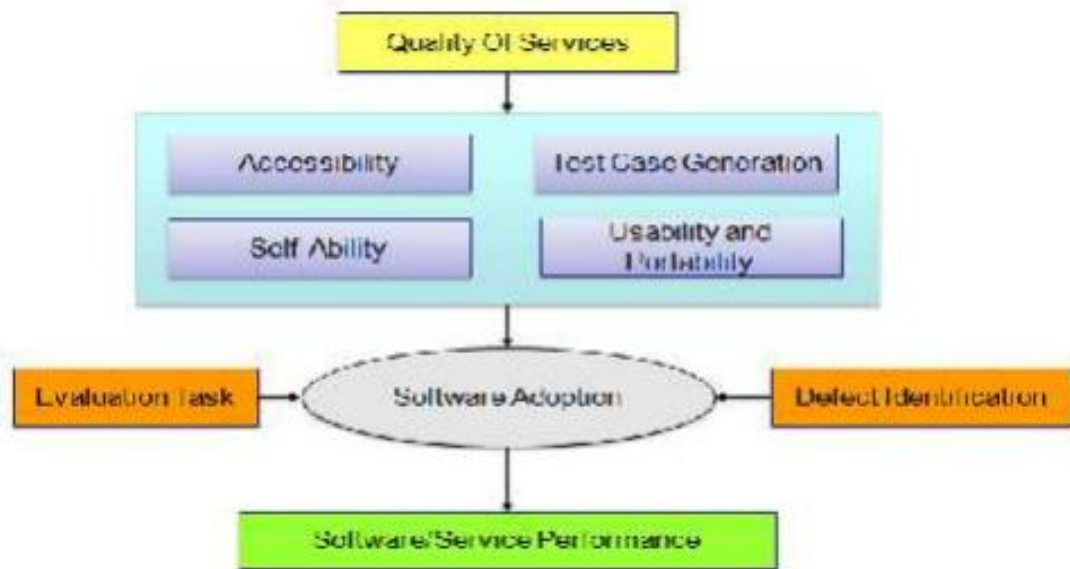 Quality Of Services
Accessibility
Test Case Generation
Self Ability
Usability and
Portability
Evaluation Task
Software Adoption
Defect Identification
Software/Service Performance